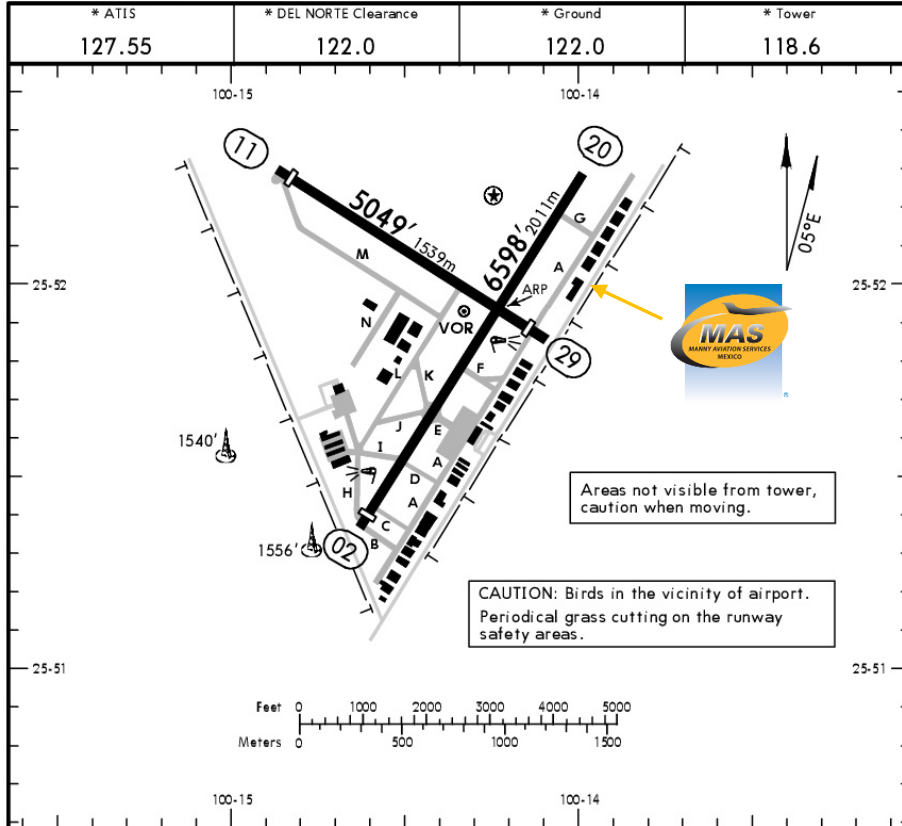 * ATIS
127.55
* DEL NORTE Clearance
122.0
* Ground
122.0
* Tower
118.6
100-15
100-14
11
20
5049' 1539m
6598' 2011m
G
05°E
M
A
25-52
25-52
ARP
VOR
N
MAS
MANNY AVIATION SERVICES
MEXICO
®
29
F
L
K
J
E
1540'
I
A
D
H
A
Areas not visible from tower,
caution when moving.
C
B
1556'
02
CAUTION: Birds in the vicinity of airport.
Periodical grass cutting on the runway
safety areas.
25-51
25-51
Feet 0 1000 2000 3000 4000 5000
Meters 0 500 1000 1500
100-15
100-14